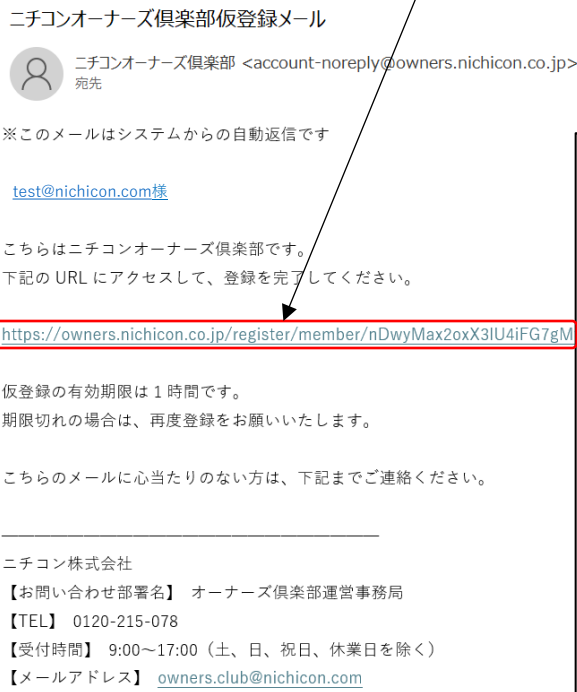 ニチコンオーナーズ倶楽部仮登録メール
ニチコンオーナーズ倶楽部 <account-noreply@owners.nichicon.co.jp>
宛先
※このメールはシステムからの自動返信です
test@nichicon.com様
こちらはニチコンオーナーズ倶楽部です。
下記の URL にアクセスして、登録を完了してください。
https://owners.nichicon.co.jp/register/member/nDwyMax2oxX3lU4iFG7gM
仮登録の有効期限は 1 時間です。
期限切れの場合は、再度登録をお願いいたします。
こちらのメールに心当たりのない方は、下記までご連絡ください。
ニチコン株式会社
【お問い合わせ部署名】 オーナーズ倶楽部運営事務局
【TEL】 0120-215-078
【受付時間】 9:00～17:00（土、日、祝日、休業日を除く）
【メールアドレス】 owners.club@nichicon.com